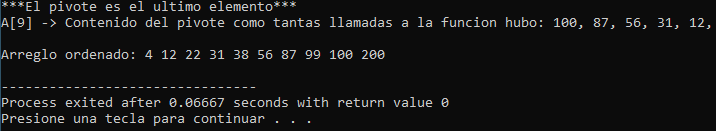 ***El pivote es el ultimo elemento***
A[9] -> Contenido del pivote como tantas llamadas a la funcion hubo: 100, 87, 56, 31, 12,
Arreglo ordenado: 4 12 22 31 38 56 87 99 100 200
--------------------------------
Process exited after 0.06667 seconds with return value 0
Presione una tecla para continuar . . .